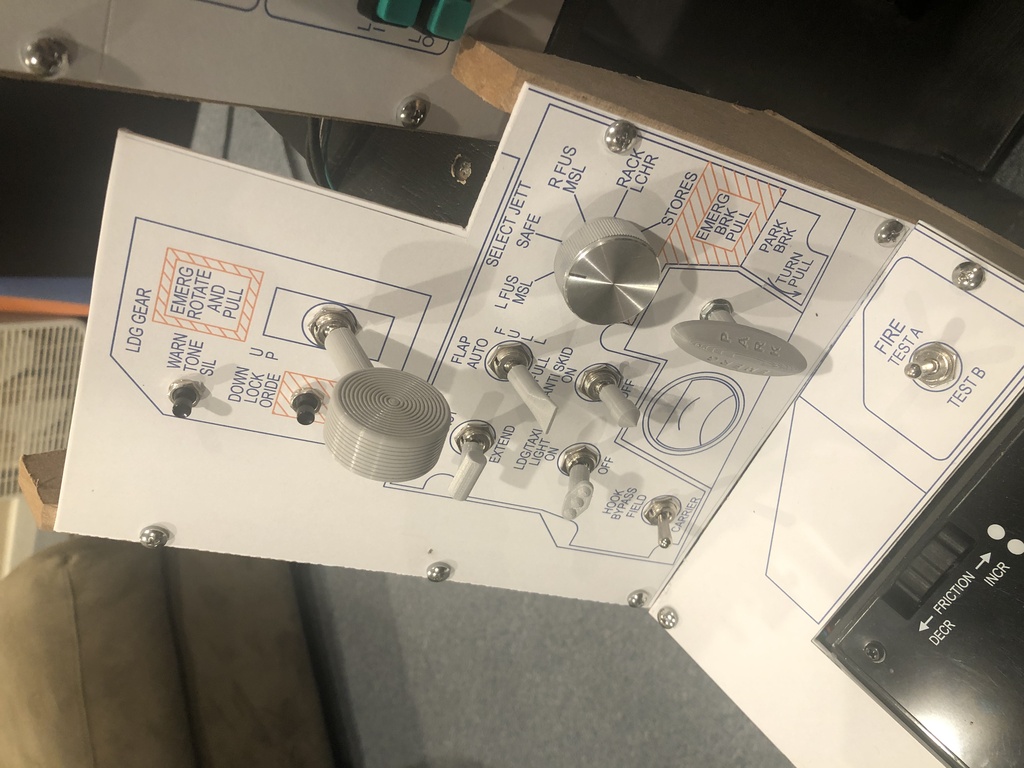 LDG GEAR
WARN
TONE
SIL
EMERG
ROTATE
AND
PULL
DOWN
LOCK
ORIDE
U
P
EXTEND
FLAP
AUTO
F
U
L
L
FULL
LDG/TAXI
LIGHT
ON
OFF
ANTI SKID
ON
OFF
HOOK
BYPASS
FIELD
CARRIER
SELECT JETT
L FUS
MSL
SAFE
R FUS
MSL
RACK
LCHR
STORES
EMERG
BRK
PULL
PARK
BRK
TURN
PULL
PARK
FIRE
TEST A
TEST B
FRICTION
DECR
INCR
L
I
L
O